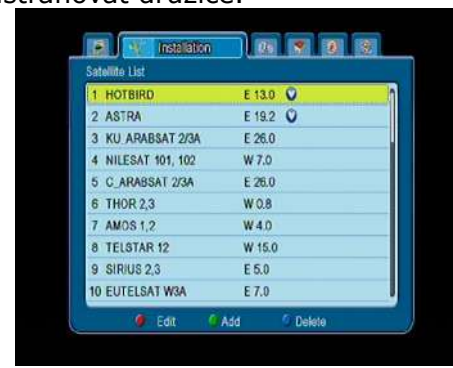 Installation
Satellite List
1 HOTBIRD E 13.0
2 ASTRA E 19.2
3 KU_ARABSAT 2/3A E 26.0
4 NILESAT 101, 102 W 7.0
5 C_ARABSAT 2/3A E 26.0
6 THOR 2,3 W 0.8
7 AMOS 1,2 W 4.0
8 TELSTAR 12 W 15.0
9 SIRIUS 2,3 E 5.0
10 EUTELSAT W3A E 7.0
Edit Add Delete